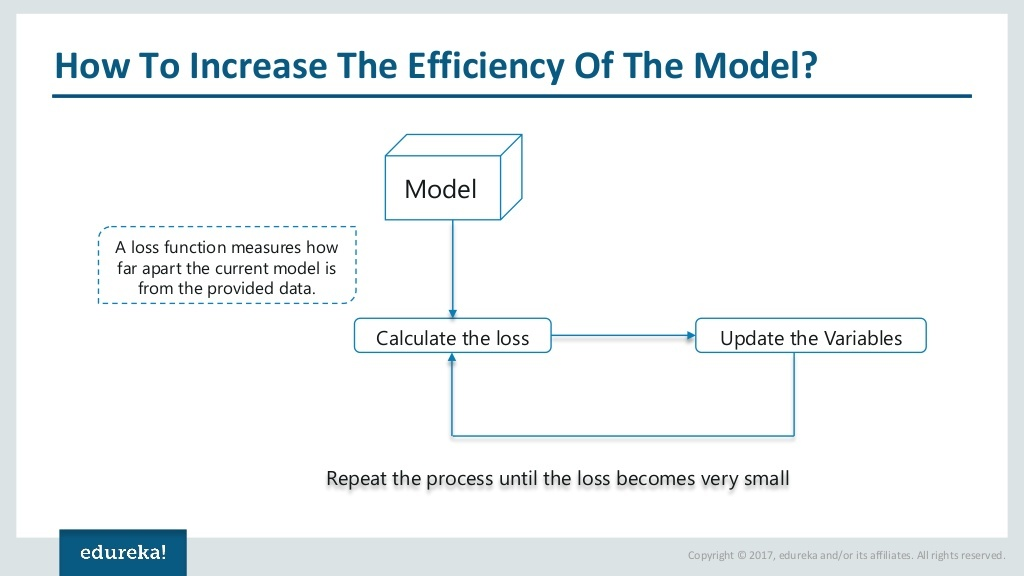 How To Increase The Efficiency Of The Model?
Model
A loss function measures how
far apart the current model is
from the provided data.
Calculate the loss
Update the Variables
Repeat the process until the loss becomes very small
edureka!
Copyright © 2017, edureka and/or its affiliates. All rights reserved.